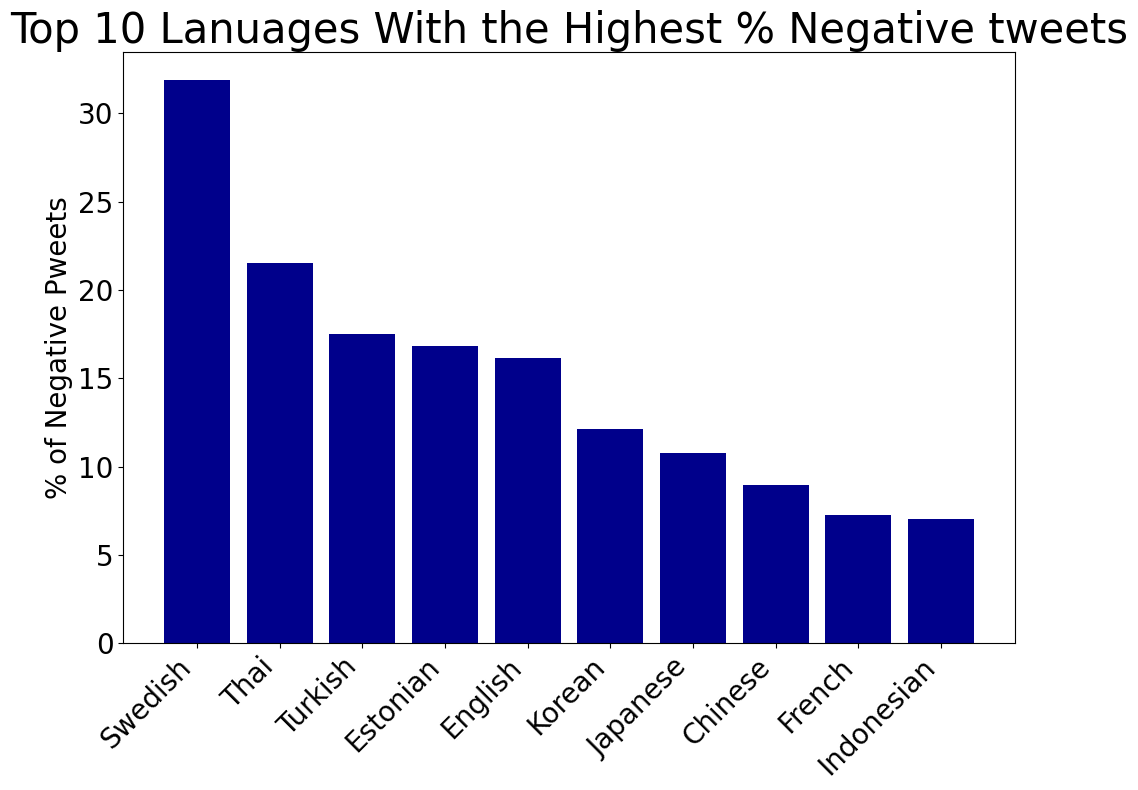 Top 10 Lanuages With the Highest % Negative tweets
% of Negative Pweets
30
25
20
15
10
5
0
Swedish
Thai
Turkish
Estonian
English
Korean
Japanese
Chinese
French
Indonesian